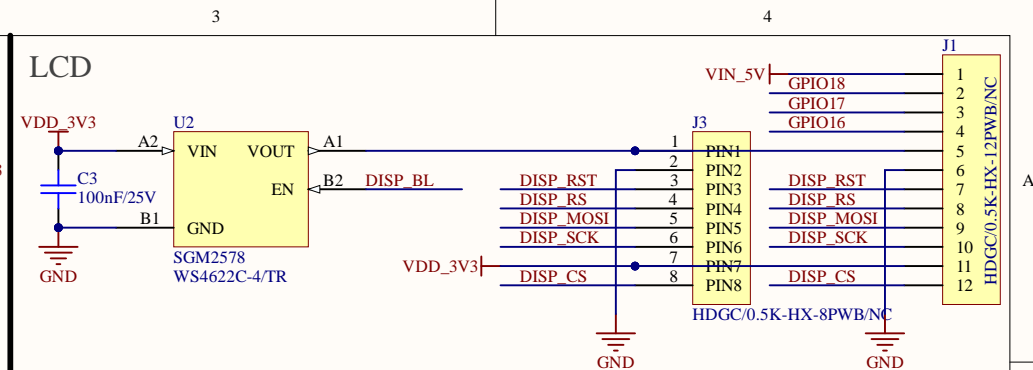 3
4
LCD
J1
VDD_3V3
U2
VIN_5V
1
GPIO18
2
GPIO17
3
GPIO16
4
J3
A2
VIN
VOUT
A1
1
PIN1
5
2
PIN2
6
C3
EN
B2
DISP_BL
DISP_RST
3
PIN3
DISP_RST
7
A
100nF/25V
DISP_RS
4
PIN4
DISP_RS
8
B1
GND
DISP_MOSI
5
PIN5
DISP_MOSI
9
DISP_SCK
6
PIN6
DISP_SCK
10
SGM2578
VDD_3V3
7
PIN7
11
GND
WS4622C-4/TR
DISP_CS
8
PIN8
DISP_CS
12
HDGC/0.5K-HX-12PWB/NC
HDGC/0.5K-HX-8PWB/NC
GND
GND